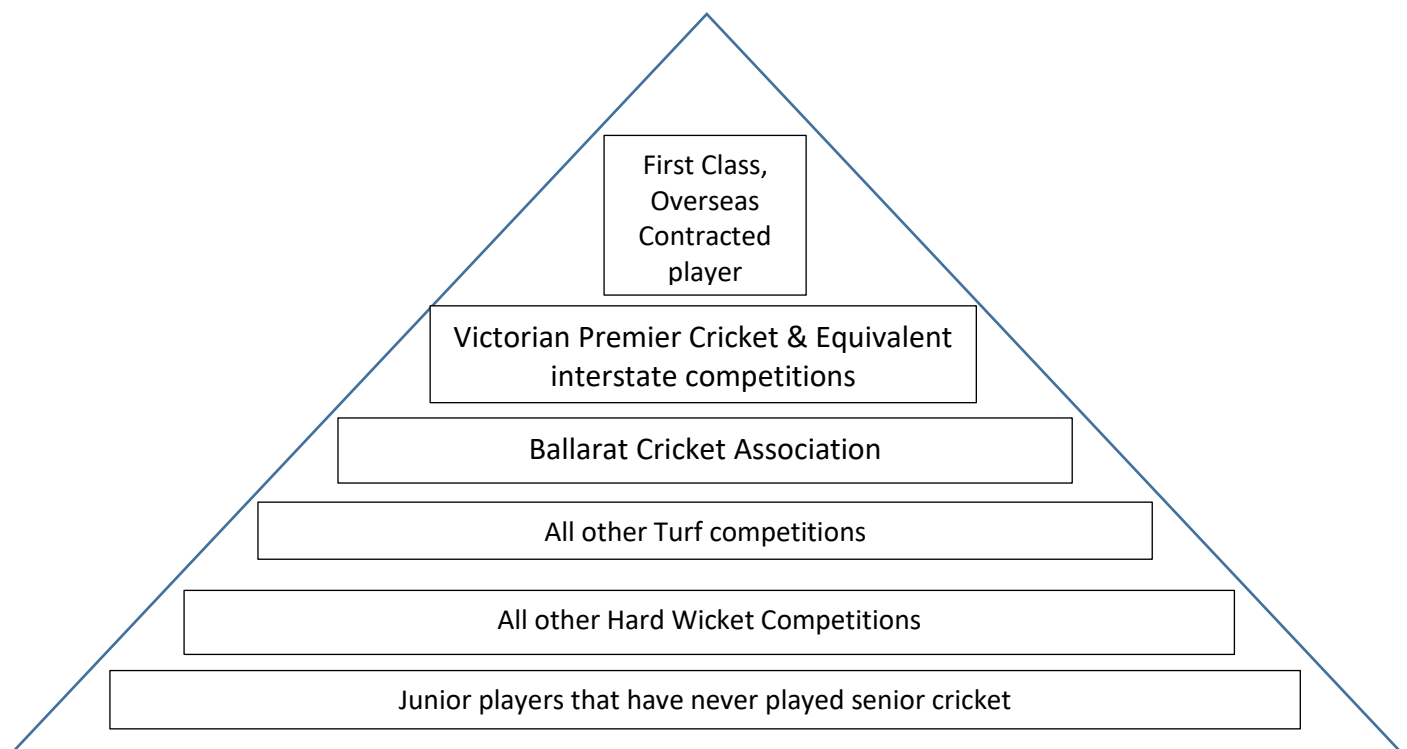 First Class,
Overseas
Contracted
player
Victorian Premier Cricket & Equivalent
interstate competitions
Ballarat Cricket Association
All other Turf competitions
All other Hard Wicket Competitions
Junior players that have never played senior cricket